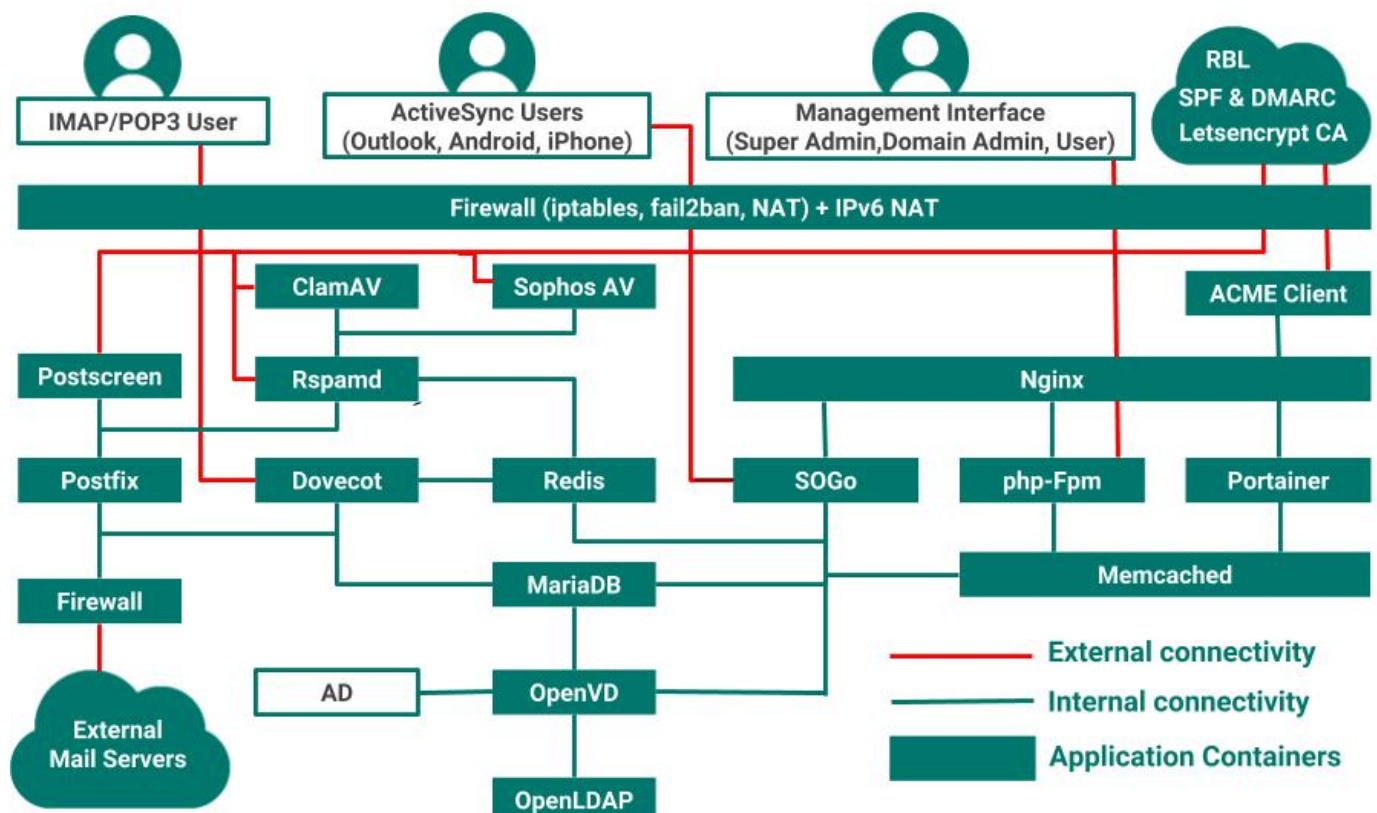 IMAP/POP3 User
ActiveSync Users
(Outlook, Android, iPhone)
Management Interface
(Super Admin,Domain Admin, User)
RBL
SPF & DMARC
Letsencrypt CA
Firewall (iptables, fail2ban, NAT) + IPv6 NAT
ClamAV
Sophos AV
ACME Client
Postscreen
Rspamd
Nginx
Postfix
Dovecot
Redis
SOGo
php-Fpm
Portainer
Firewall
MariaDB
Memcached
External connectivity
AD
OpenVD
Internal connectivity
External
Mail Servers
Application Containers
OpenLDAP